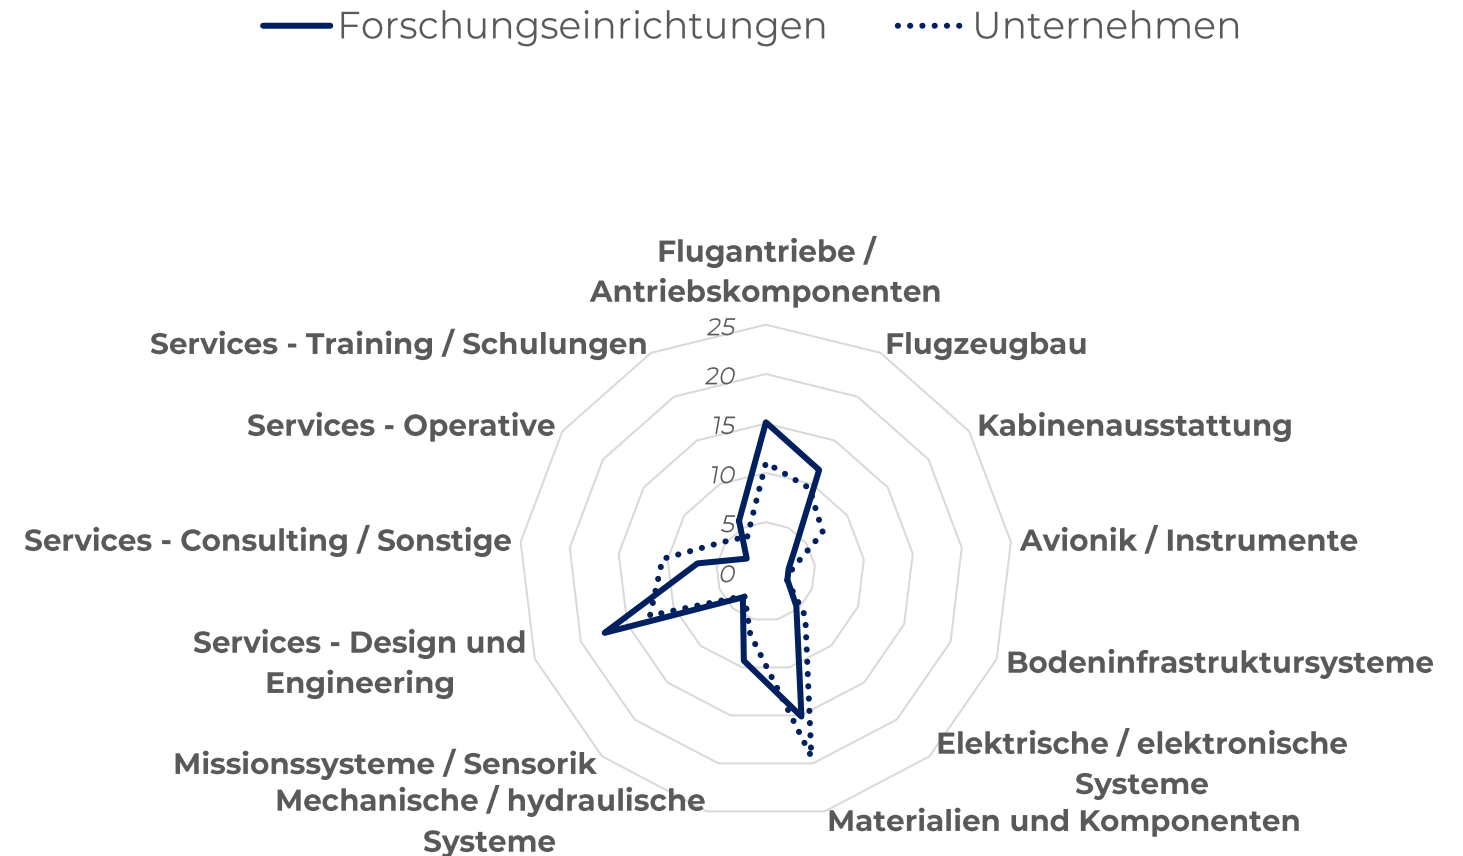 Forschungseinrichtungen
Unternehmen
Flugantriebe /
Antriebskomponenten
25
Services - Training / Schulungen
Flugzeugbau
20
Services - Operative
15
Kabinenausstattung
10
5
Services - Consulting / Sonstige
Avionik / Instrumente
0
Services - Design und
Engineering
Bodeninfrastruktursysteme
Missionssysteme / Sensorik
Elektrische / elektronische
Systeme
Mechanische / hydraulische
Systeme
Materialien und Komponenten